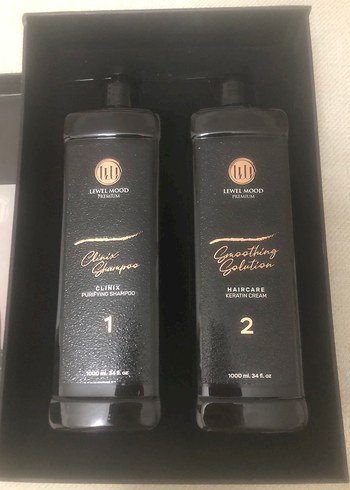 LEWEL MOOD
PREMIUM
Clinix
Shampoo
CLINIX
PURIFYING SHAMPOO
1
1000 ml. 34 fl. oz
LEWEL MOOD
PREMIUM
Smoothing
Solution
HAIRCARE
KERATIN CREAM
2
1000 ml. 34 fl. oz